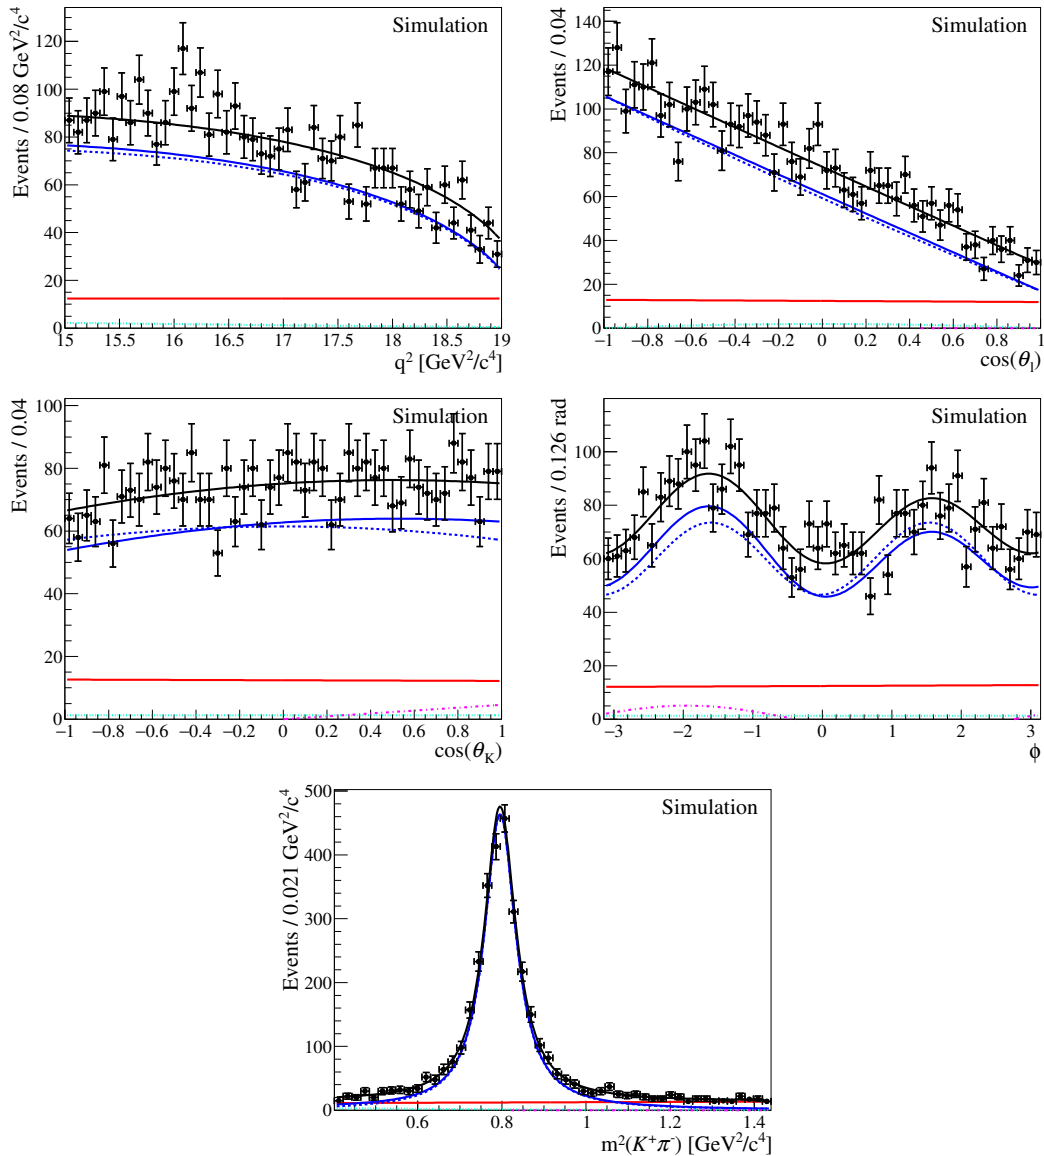 Simulation
Events / 0.08 GeV²/c⁴
120
100
80
60
40
20
0
15 15.5 16 16.5 17 17.5 18 18.5 19
q² [GeV²/c⁴]
Simulation
Events / 0.04
140
120
100
80
60
40
20
0
−1 −0.8 −0.6 −0.4 −0.2 0 0.2 0.4 0.6 0.8 1
cos(θₗ)
Simulation
Events / 0.04
100
80
60
40
20
0
−1 −0.8 −0.6 −0.4 −0.2 0 0.2 0.4 0.6 0.8 1
cos(θ_K)
Simulation
Events / 0.126 rad
100
80
60
40
20
0
−3 −2 −1 0 1 2 3
ϕ
Simulation
Events / 0.021 GeV²/c⁴
500
400
300
200
100
0
0.6 0.8 1 1.2 1.4
m²(K⁺π⁻) [GeV²/c⁴]